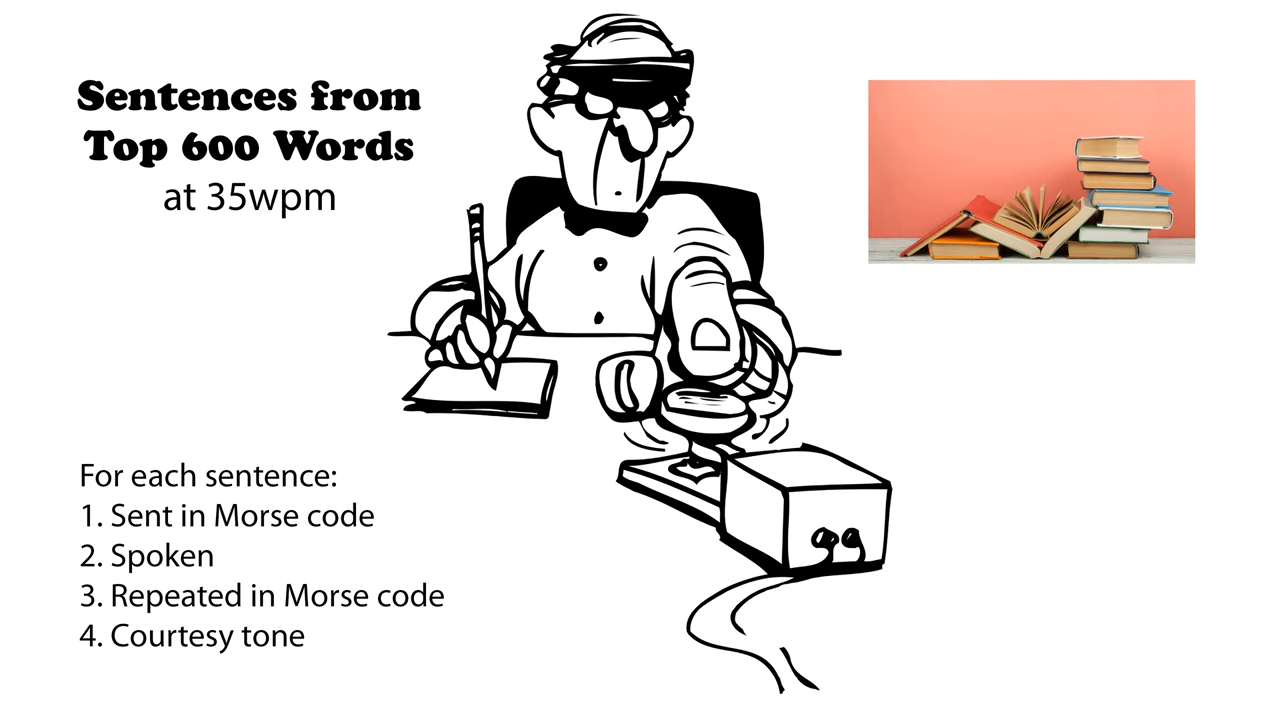 Sentences from
Top 600 Words
at 35wpm
For each sentence:
1. Sent in Morse code
2. Spoken
3. Repeated in Morse code
4. Courtesy tone